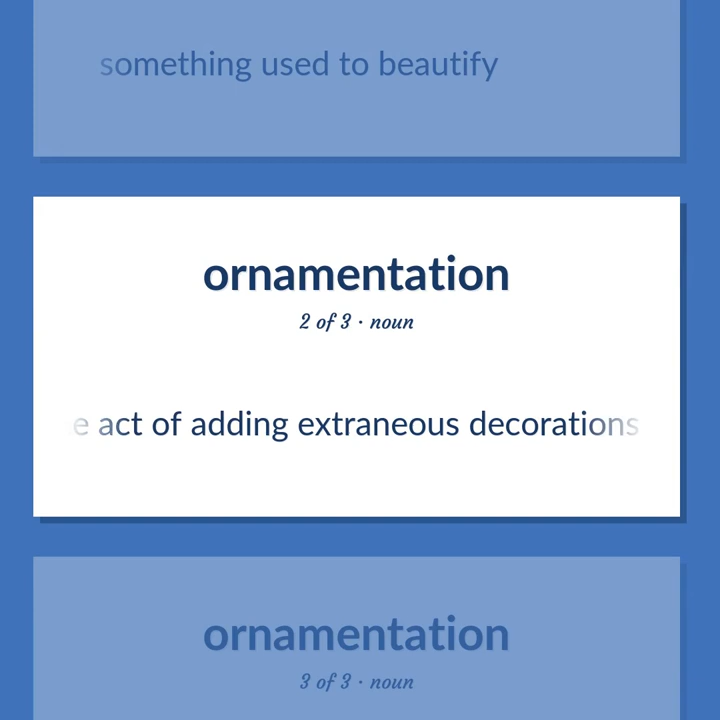 something used to beautify
ornamentation
2 of 3 · noun
e act of adding extraneous decorations
ornamentation
3 of 3 · noun